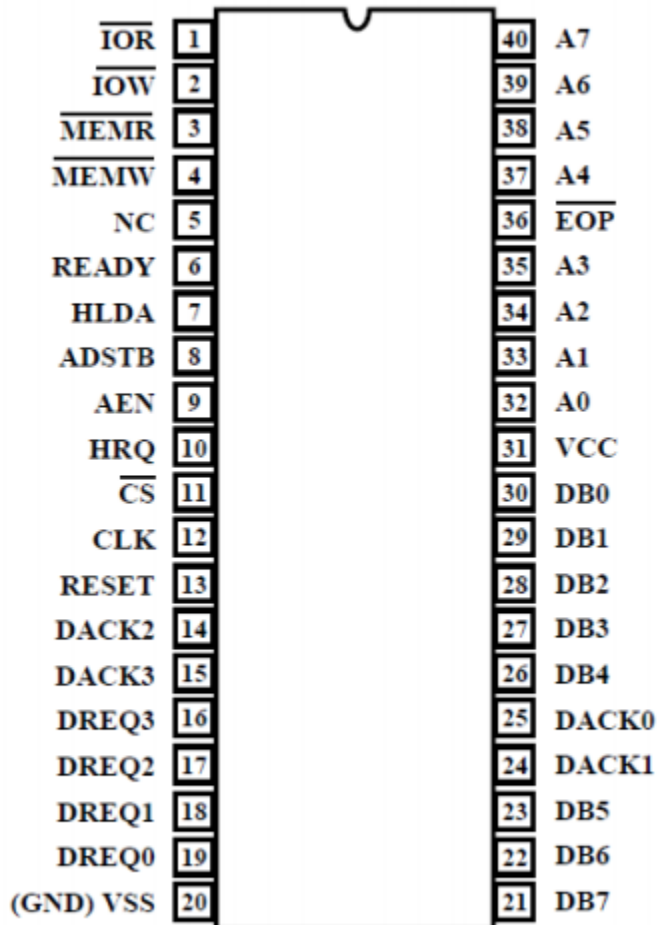 IOR 1 40 A7
IOW 2 39 A6
MEMR 3 38 A5
MEMW 4 37 A4
NC 5 36 EOP
READY 6 35 A3
HLDA 7 34 A2
ADSTB 8 33 A1
AEN 9 32 A0
HRQ 10 31 VCC
CS 11 30 DB0
CLK 12 29 DB1
RESET 13 28 DB2
DACK2 14 27 DB3
DACK3 15 26 DB4
DREQ3 16 25 DACK0
DREQ2 17 24 DACK1
DREQ1 18 23 DB5
DREQ0 19 22 DB6
(GND) VSS 20 21 DB7